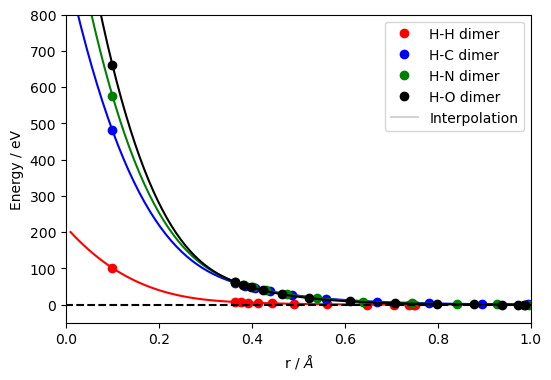 800
700
600
500
400
300
200
100
0
Energy / eV
H-H dimer
H-C dimer
H-N dimer
H-O dimer
Interpolation
0.0 0.2 0.4 0.6 0.8 1.0
r / Å